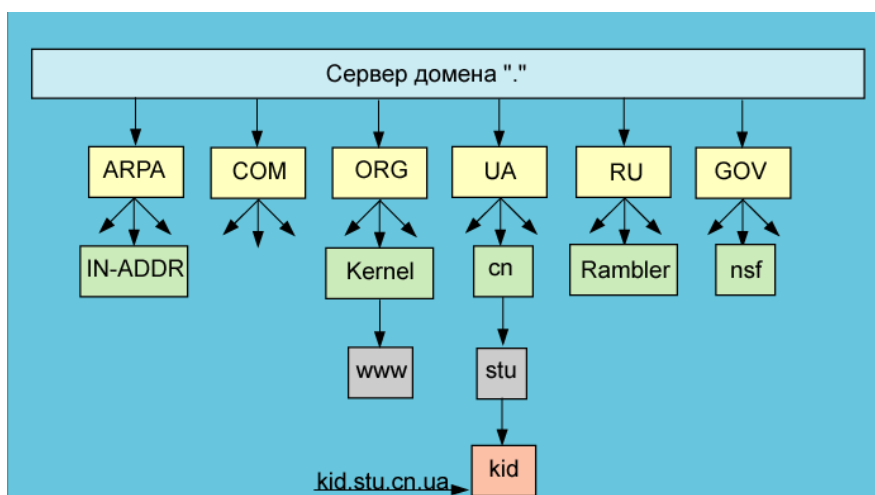 Сервер домена "."
ARPA COM ORG UA RU GOV
IN-ADDR Kernel cn Rambler nsf
www stu
kid
kid.stu.cn.ua